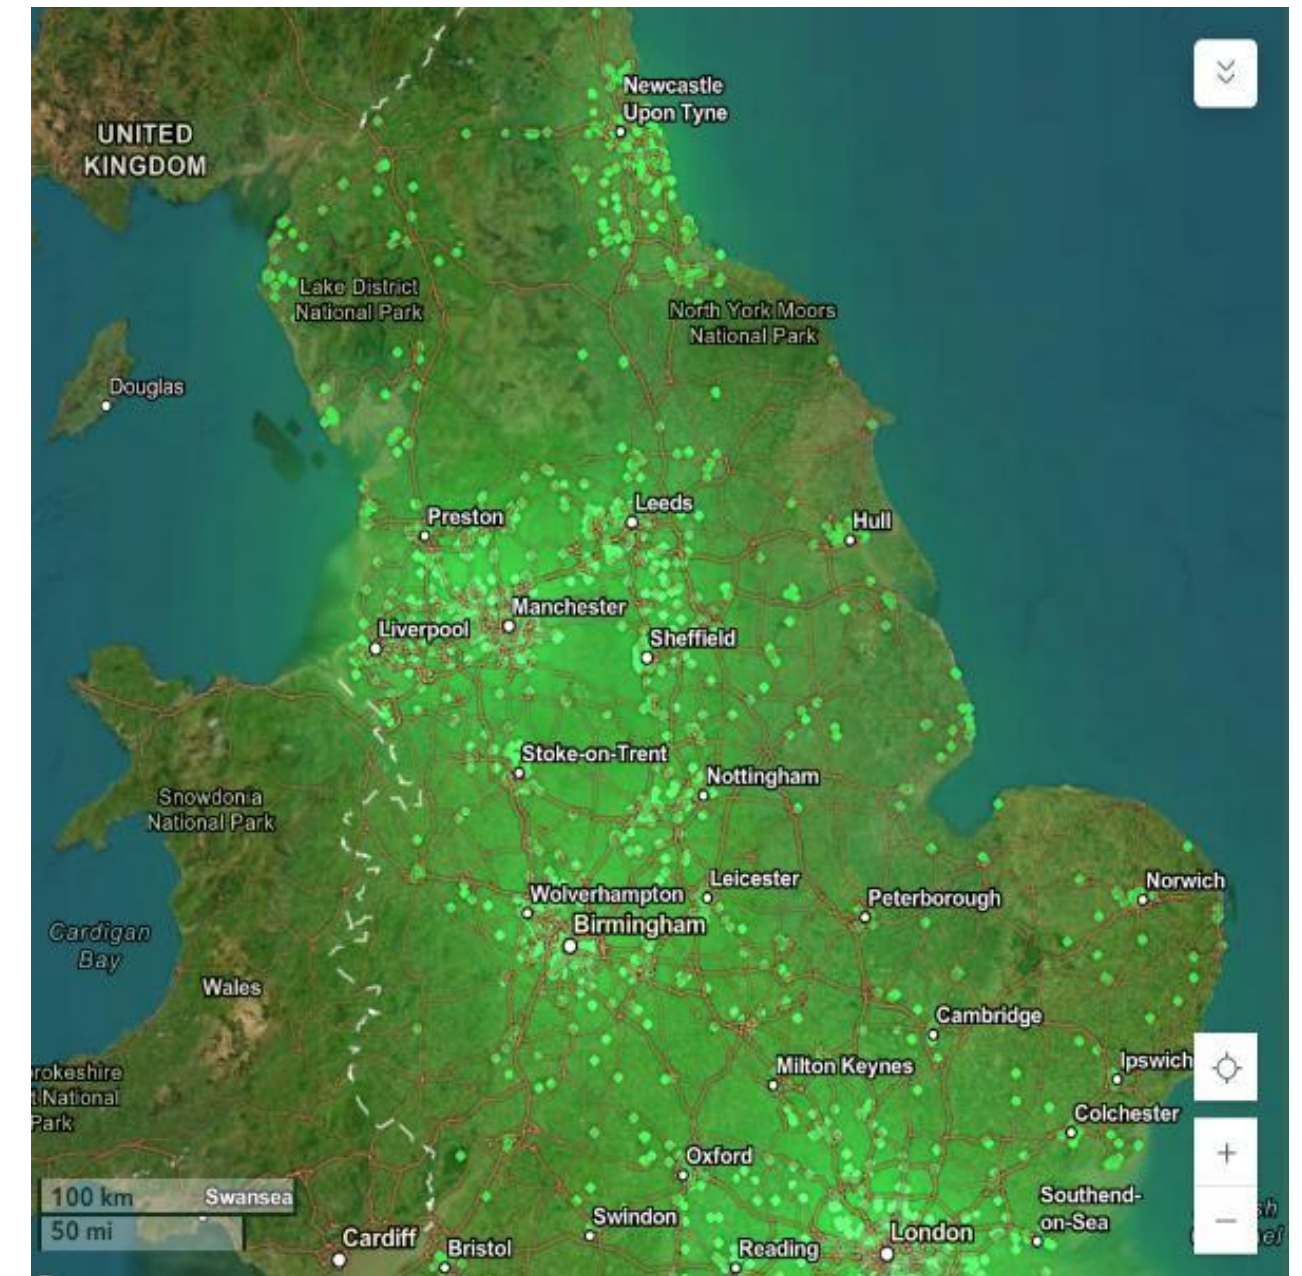 Newcastle
Upon Tyne
UNITED
KINGDOM
Lake District
National Park
North York Moors
National Park
Douglas
Preston
Leeds
Hull
Manchester
Liverpool
Sheffield
Stoke-on-Trent
Nottingham
Snowdonia
National Park
Wolverhampton
Leicester
Peterborough
Norwich
Birmingham
Cardigan
Bay
Wales
Cambridge
Milton Keynes
Ipswich
rokeshire
t National
Park
Colchester
Oxford
100 km
Swansea
Southend-
on-Sea
sh
50 mi
Swindon
London
el
Cardiff
Bristol
Reading